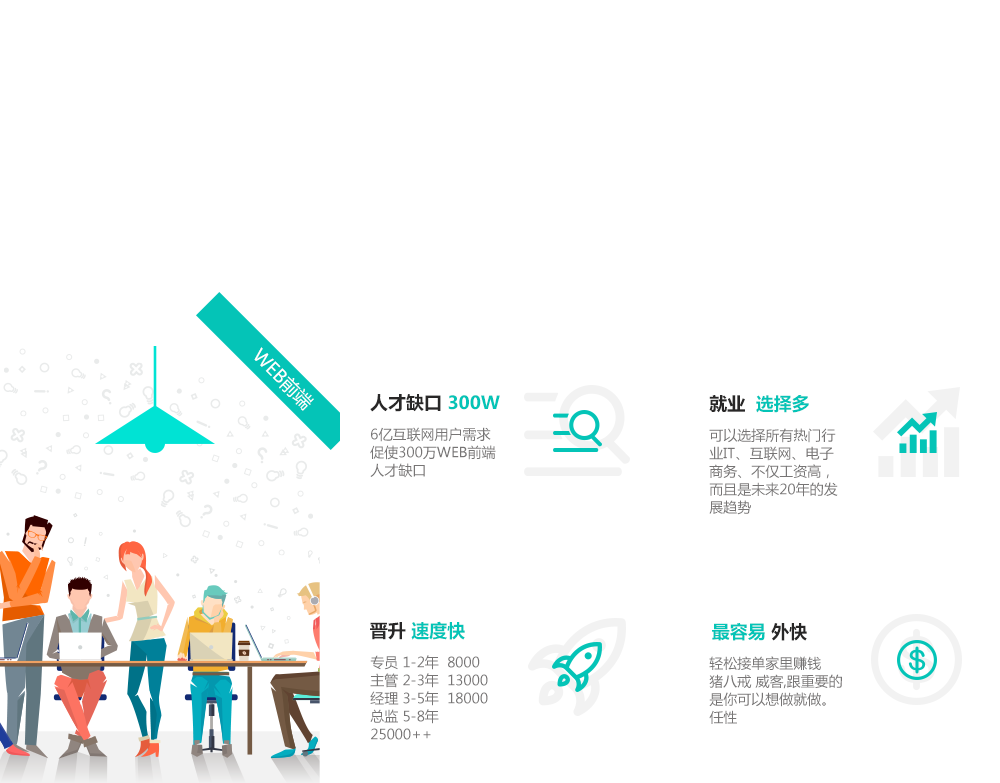 WEB前端
人才缺口 300W
6亿互联网用户需求
促使300万WEB前端
人才缺口
就业 选择多
可以选择所有热门行
业IT、互联网、电子
商务、不仅工资高，
而且是未来20年的发
展趋势
晋升 速度快
专员 1-2年 8000
主管 2-3年 13000
经理 3-5年 18000
总监 5-8年
25000++
最容易 外快
轻松接单家里赚钱
猪八戒 威客,跟重要的
是你可以想做就做。
任性